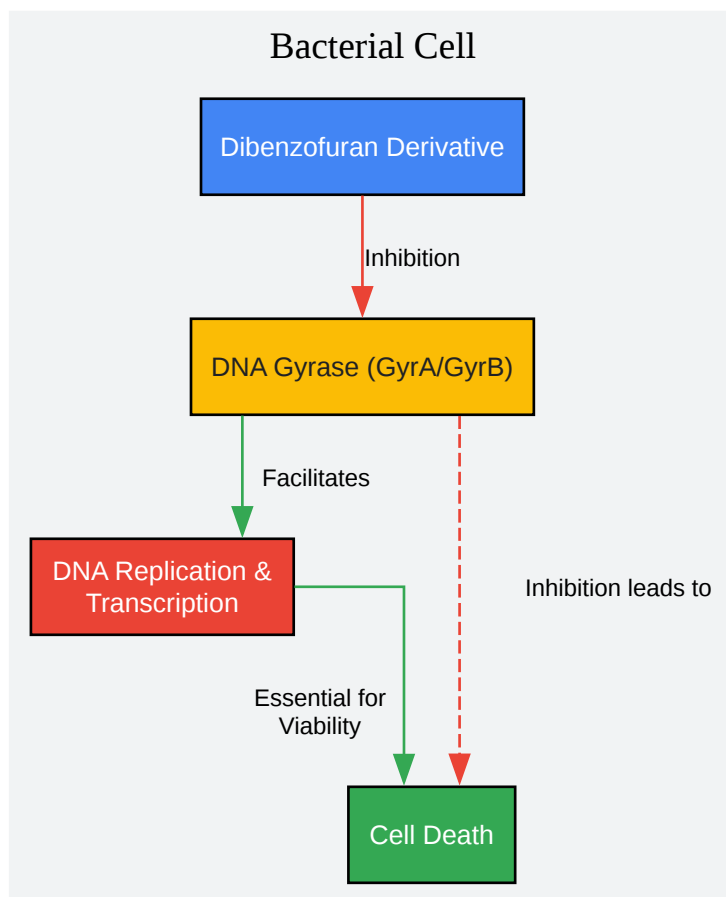 Bacterial Cell
Dibenzofuran Derivative
Inhibition
DNA Gyrase (GyrA/GyrB)
Facilitates
DNA Replication &
Transcription
Inhibition leads to
Essential for
Viability
Cell Death